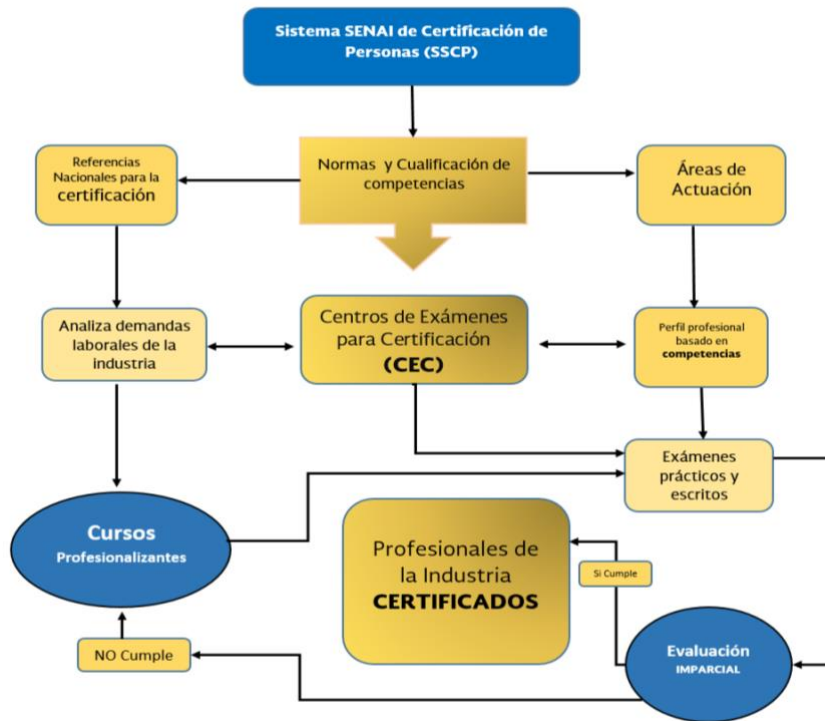 Sistema SENAI de Certificación de
Personas (SSCP)
Referencias
Nacionales para la
certificación
Normas y Cualificación de
competencias
Áreas de
Actuación
Analiza demandas
laborales de la
industria
Centros de Exámenes
para Certificación
(CEC)
Perfil profesional
basado en
competencias
Exámenes
prácticos y
escritos
Cursos
Profesionalizantes
Profesionales de
la Industria
CERTIFICADOS
Si Cumple
NO Cumple
Evaluación
IMPARCIAL